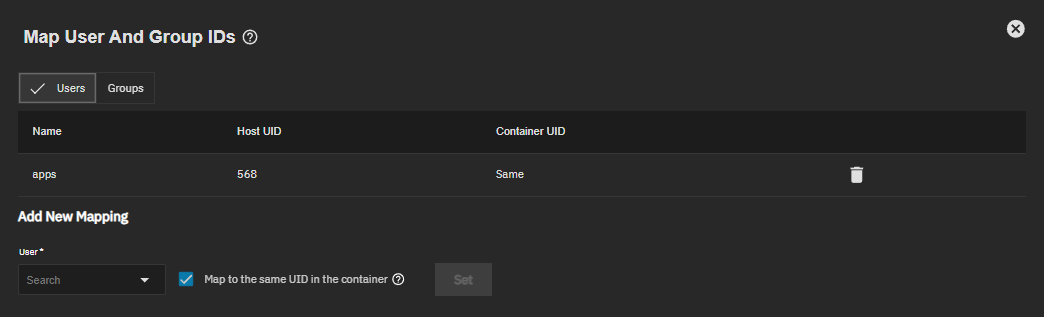 Map User And Group IDs
Users Groups
Name Host UID Container UID
apps 568 Same
Add New Mapping
User *
Search Map to the same UID in the container Set